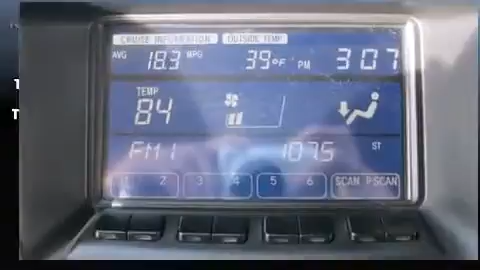 CRUISE INFORMATION OUTSIDE TEMP
AVG 18.3 MPG 39°F PM 3:07
TEMP
84
FM1 107.5 ST
1 2 3 4 5 6 SCAN P.SCAN